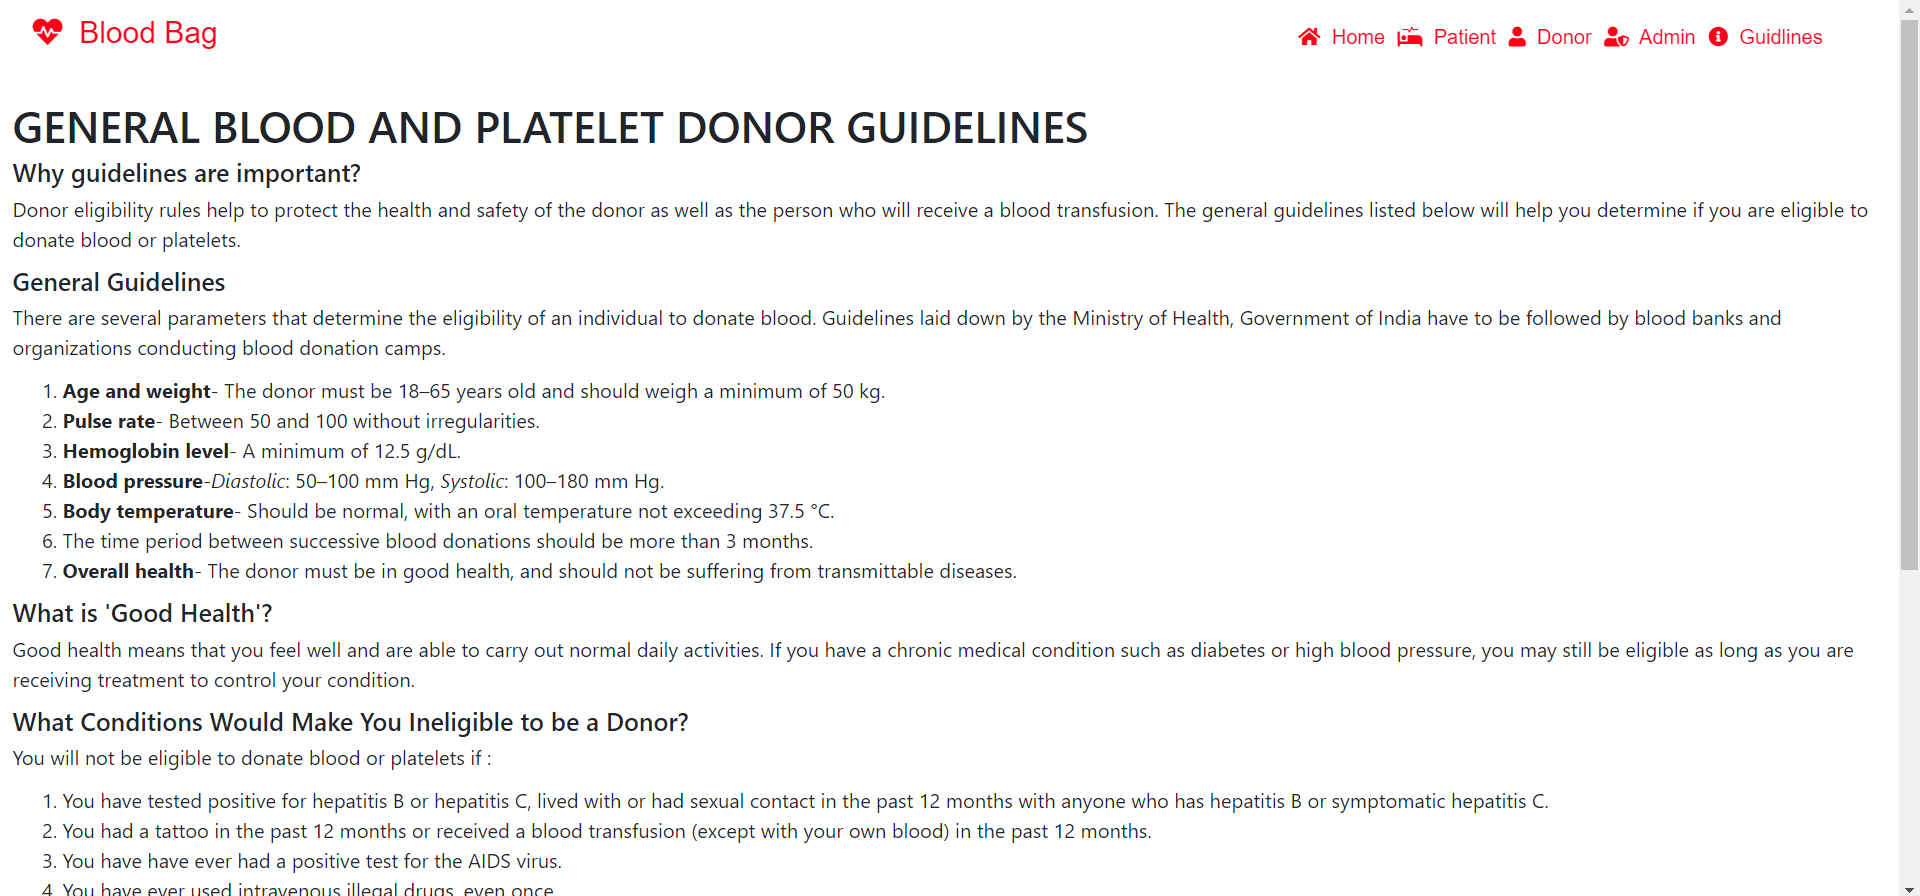 Blood Bag
Home Patient Donor Admin Guidlines
GENERAL BLOOD AND PLATELET DONOR GUIDELINES
Why guidelines are important?
Donor eligibility rules help to protect the health and safety of the donor as well as the person who will receive a blood transfusion. The general guidelines listed below will help you determine if you are eligible to
donate blood or platelets.
General Guidelines
There are several parameters that determine the eligibility of an individual to donate blood. Guidelines laid down by the Ministry of Health, Government of India have to be followed by blood banks and
organizations conducting blood donation camps.
1. Age and weight- The donor must be 18–65 years old and should weigh a minimum of 50 kg.
2. Pulse rate- Between 50 and 100 without irregularities.
3. Hemoglobin level- A minimum of 12.5 g/dL.
4. Blood pressure-Diastolic: 50–100 mm Hg, Systolic: 100–180 mm Hg.
5. Body temperature- Should be normal, with an oral temperature not exceeding 37.5 °C.
6. The time period between successive blood donations should be more than 3 months.
7. Overall health- The donor must be in good health, and should not be suffering from transmittable diseases.
What is 'Good Health'?
Good health means that you feel well and are able to carry out normal daily activities. If you have a chronic medical condition such as diabetes or high blood pressure, you may still be eligible as long as you are
receiving treatment to control your condition.
What Conditions Would Make You Ineligible to be a Donor?
You will not be eligible to donate blood or platelets if :
1. You have tested positive for hepatitis B or hepatitis C, lived with or had sexual contact in the past 12 months with anyone who has hepatitis B or symptomatic hepatitis C.
2. You had a tattoo in the past 12 months or received a blood transfusion (except with your own blood) in the past 12 months.
3. You have have ever had a positive test for the AIDS virus.
4. You have ever used intravenous illegal drugs, even once